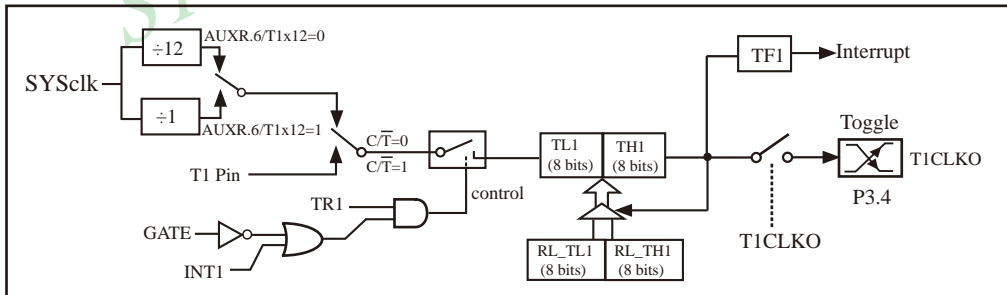 ÷12
AUXR.6/T1x12=0
SYSclk
÷1
AUXR.6/T1x12=1
C/T̅=0
C/T̅=1
T1 Pin
control
TR1
GATE
INT1
TL1
(8 bits)
TH1
(8 bits)
RL_TL1
(8 bits)
RL_TH1
(8 bits)
TF1
Interrupt
Toggle
T1CLKO
P3.4
T1CLKO